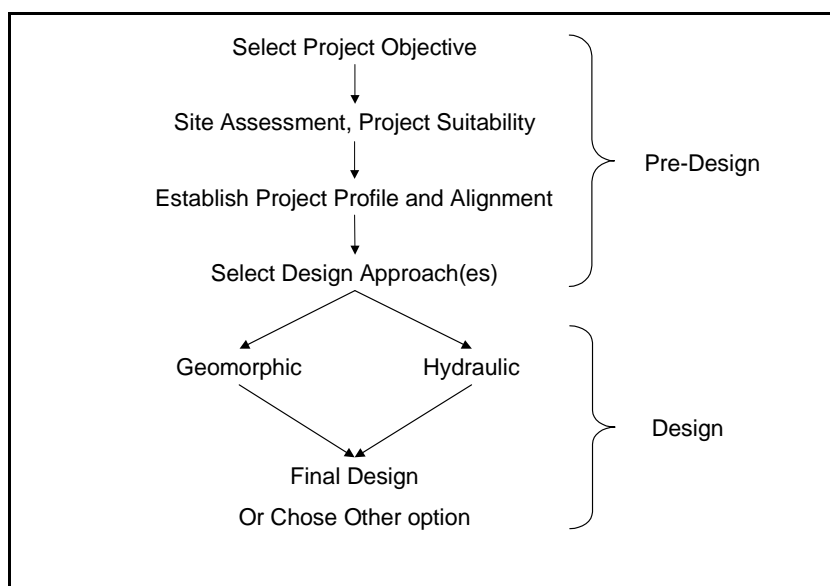 Select Project Objective
Site Assessment, Project Suitability
Establish Project Profile and Alignment
Select Design Approach(es)
Pre-Design
Geomorphic
Hydraulic
Final Design
Or Chose Other option
Design